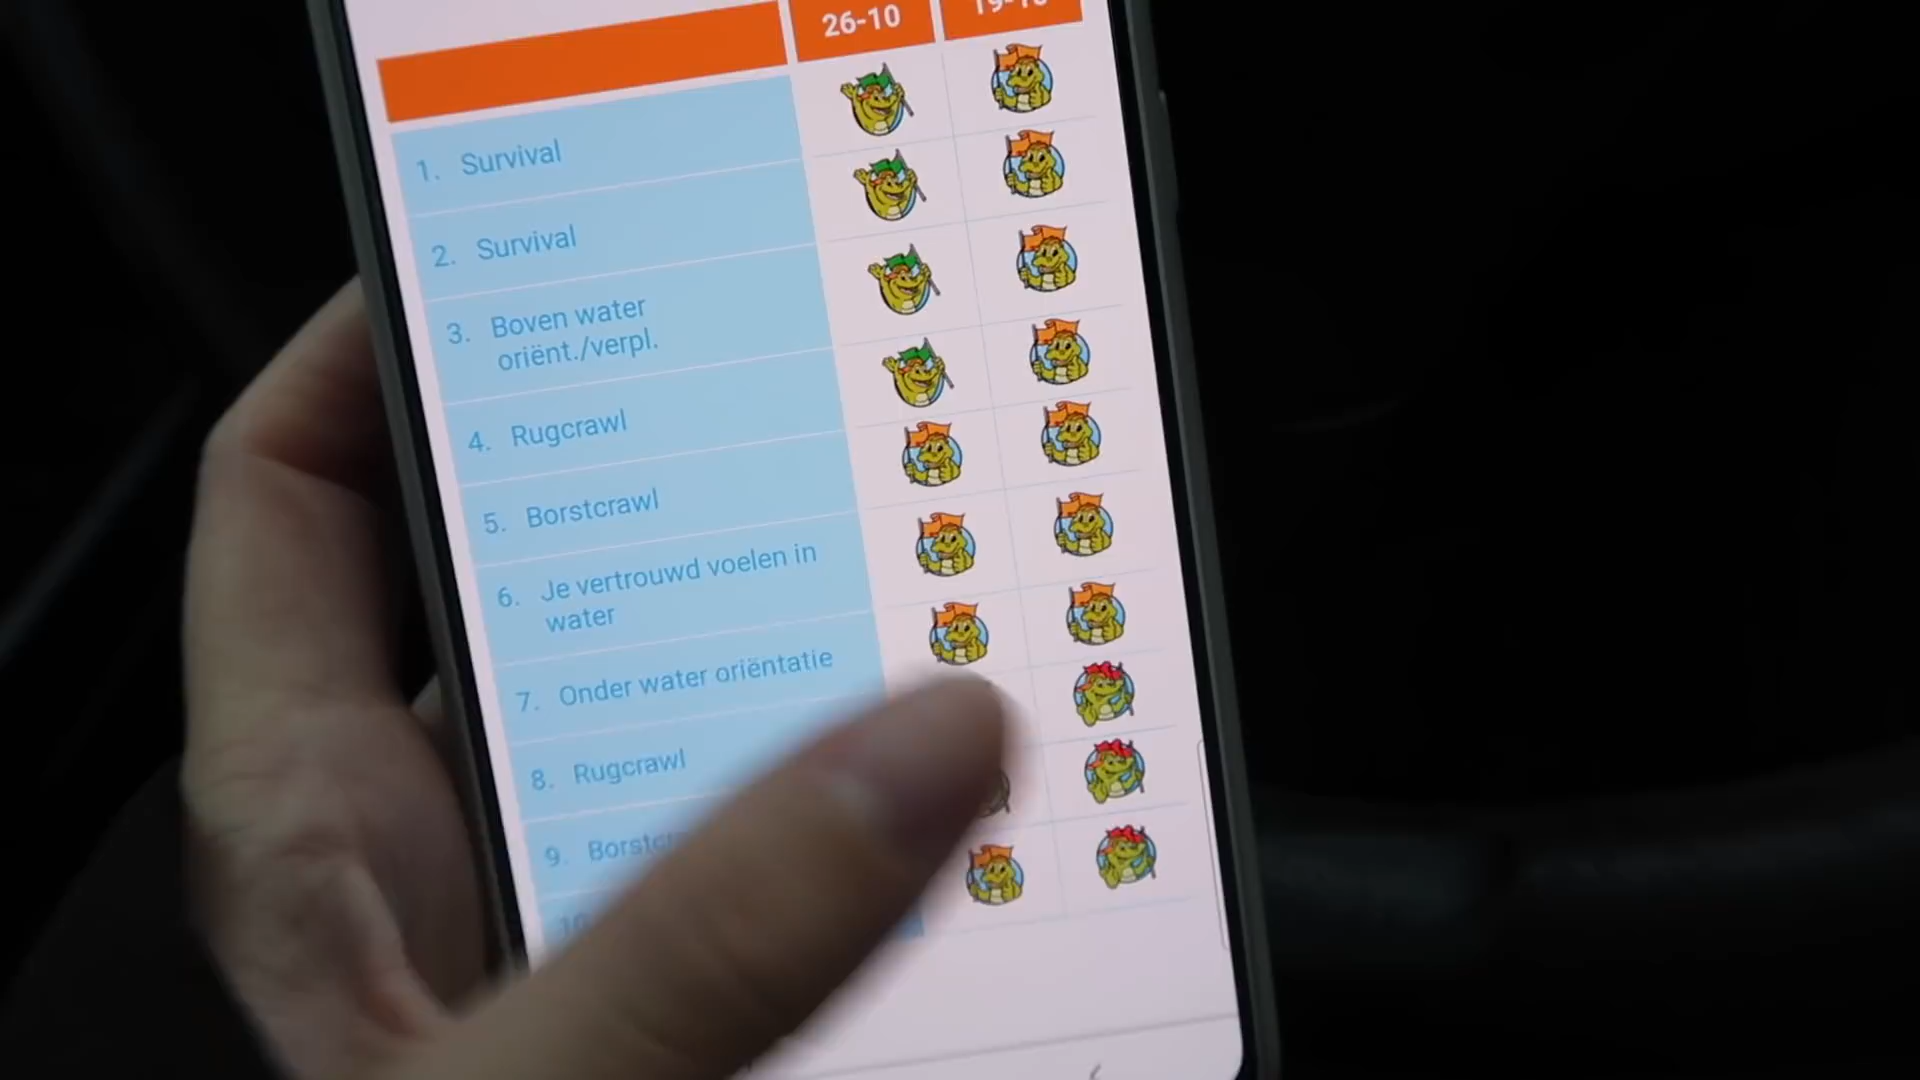 26-10
1. Survival
2. Survival
3. Boven water
oriënt./verpl.
4. Rugcrawl
5. Borstcrawl
6. Je vertrouwd voelen in
water
7. Onder water oriëntatie
8. Rugcrawl
9.